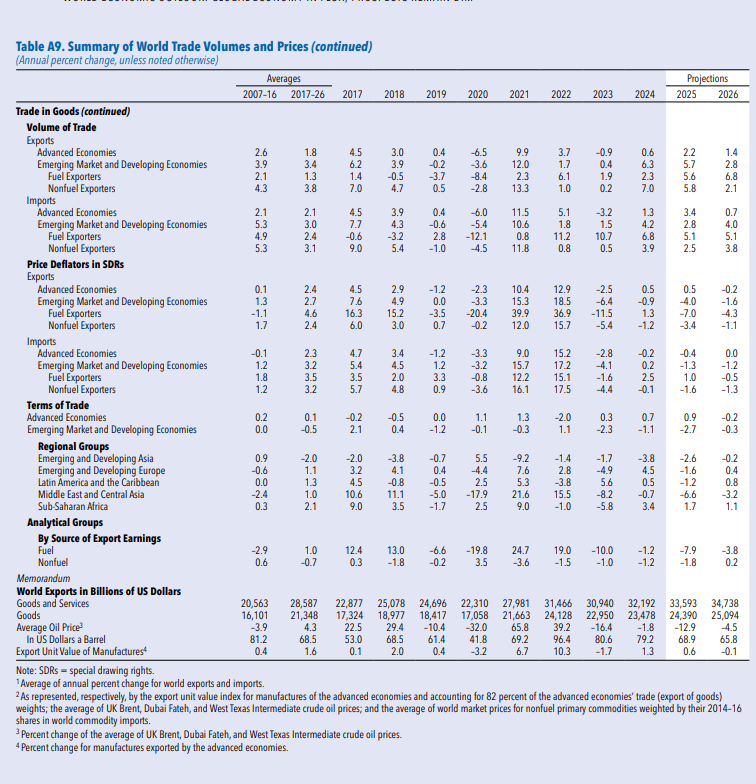 Table A9. Summary of World Trade Volumes and Prices (continued)
(Annual percent change, unless noted otherwise)
Averages Projections
2007–16 2017–26 2017 2018 2019 2020 2021 2022 2023 2024 2025 2026
Trade in Goods (continued)
Volume of Trade
Exports
Advanced Economies 2.6 1.8 4.5 3.0 0.4 –6.5 9.9 3.7 –0.9 0.6 2.2 1.4
Emerging Market and Developing Economies 3.9 3.4 6.2 3.9 –0.2 –3.6 12.0 1.7 0.4 6.3 5.7 2.8
Fuel Exporters 2.1 1.3 1.4 –0.5 –3.7 –8.4 2.3 6.1 1.9 2.3 5.6 6.8
Nonfuel Exporters 4.3 3.8 7.0 4.7 0.5 –2.8 13.3 1.0 0.2 7.0 5.8 2.1
Imports
Advanced Economies 2.1 2.1 4.5 3.9 0.4 –6.0 11.5 5.1 –3.2 1.3 3.4 0.7
Emerging Market and Developing Economies 5.3 3.0 7.7 4.3 –0.6 –5.4 10.6 1.8 1.5 4.2 2.8 4.0
Fuel Exporters 4.9 2.4 –0.6 –3.2 2.8 –12.1 0.8 11.2 10.7 6.8 5.1 5.1
Nonfuel Exporters 5.3 3.1 9.0 5.4 –1.0 –4.5 11.8 0.8 0.5 3.9 2.5 3.8
Price Deflators in SDRs
Exports
Advanced Economies 0.1 2.4 4.5 2.9 –1.2 –2.3 10.4 12.9 –2.5 0.5 0.5 –0.2
Emerging Market and Developing Economies 1.3 2.7 7.6 4.9 0.0 –3.3 15.3 18.5 –6.4 –0.9 –4.0 –1.6
Fuel Exporters –1.1 4.6 16.3 15.2 –3.5 –20.4 39.9 36.9 –11.5 1.3 –7.0 –4.3
Nonfuel Exporters 1.7 2.4 6.0 3.0 0.7 –0.2 12.0 15.7 –5.4 –1.2 –3.4 –1.1
Imports
Advanced Economies –0.1 2.3 4.7 3.4 –1.2 –3.3 9.0 15.2 –2.8 –0.2 –0.4 0.0
Emerging Market and Developing Economies 1.2 3.2 5.4 4.5 1.2 –3.2 15.7 17.2 –4.1 0.2 –1.3 –1.2
Fuel Exporters 1.8 3.5 3.5 2.0 3.3 –0.8 12.2 15.1 –1.6 2.5 1.0 –0.5
Nonfuel Exporters 1.2 3.2 5.7 4.8 0.9 –3.6 16.1 17.5 –4.4 –0.1 –1.6 –1.3
Terms of Trade
Advanced Economies 0.2 0.1 –0.2 –0.5 0.0 1.1 1.3 –2.0 0.3 0.7 0.9 –0.2
Emerging Market and Developing Economies 0.0 –0.5 2.1 0.4 –1.2 –0.1 –0.3 1.1 –2.3 –1.1 –2.7 –0.3
Regional Groups
Emerging and Developing Asia 0.9 –2.0 –2.0 –3.8 –0.7 5.5 –9.2 –1.4 –1.7 –3.8 –2.6 –0.2
Emerging and Developing Europe –0.6 1.1 3.2 4.1 0.4 –4.4 7.6 2.8 –4.9 4.5 –1.6 0.4
Latin America and the Caribbean 0.0 1.3 4.5 –0.8 –0.5 2.5 5.3 –3.8 5.6 0.5 –1.2 0.8
Middle East and Central Asia –2.4 1.0 10.6 11.1 –5.0 –17.9 21.6 15.5 –8.2 –0.7 –6.6 –3.2
Sub-Saharan Africa 0.3 2.1 9.0 3.5 –1.7 2.5 9.0 –1.0 –5.8 3.4 1.7 1.1
Analytical Groups
By Source of Export Earnings
Fuel –2.9 1.0 12.4 13.0 –6.6 –19.8 24.7 19.0 –10.0 –1.2 –7.9 –3.8
Nonfuel 0.6 –0.7 0.3 –1.8 –0.2 3.5 –3.6 –1.5 –1.0 –1.2 –1.8 0.2
Memorandum
World Exports in Billions of US Dollars
Goods and Services 20,563 28,587 22,877 25,078 24,696 22,310 27,981 31,466 30,940 32,192 33,593 34,738
Goods 16,101 21,348 17,324 18,977 18,417 17,058 21,663 24,128 22,950 23,478 24,390 25,094
Average Oil Price3 –3.9 4.3 22.5 29.4 –10.4 –32.0 65.8 39.2 –16.4 –1.8 –12.9 –4.5
In US Dollars a Barrel 81.2 68.5 53.0 68.5 61.4 41.8 69.2 96.4 80.6 79.2 68.9 65.8
Export Unit Value of Manufactures4 0.4 1.6 0.1 2.0 0.4 –3.2 6.7 10.3 –1.7 1.3 0.6 –0.1
Note: SDRs = special drawing rights.
1 Average of annual percent change for world exports and imports.
2 As represented, respectively, by the export unit value index for manufactures of the advanced economies and accounting for 82 percent of the advanced economies' trade (export of goods)
weights; the average of UK Brent, Dubai Fateh, and West Texas Intermediate crude oil prices; and the average of world market prices for nonfuel primary commodities weighted by their 2014–16
shares in world commodity imports.
3 Percent change of the average of UK Brent, Dubai Fateh, and West Texas Intermediate crude oil prices.
4 Percent change for manufactures exported by the advanced economies.